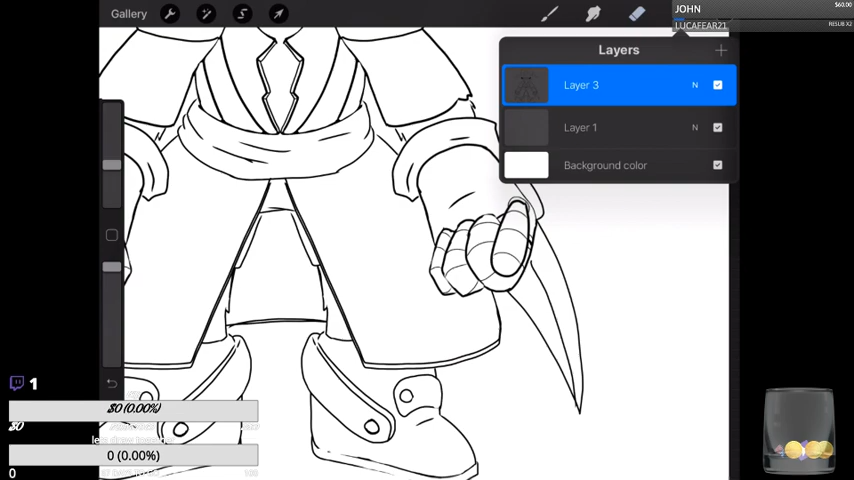 Gallery
JOHN
$60.00
LUCAFEAR21
RESUB X2
Layers
Layer 3
N
Layer 1
N
Background color
1
$0 (0.00%)
$0
0 (0.00%)
0
100